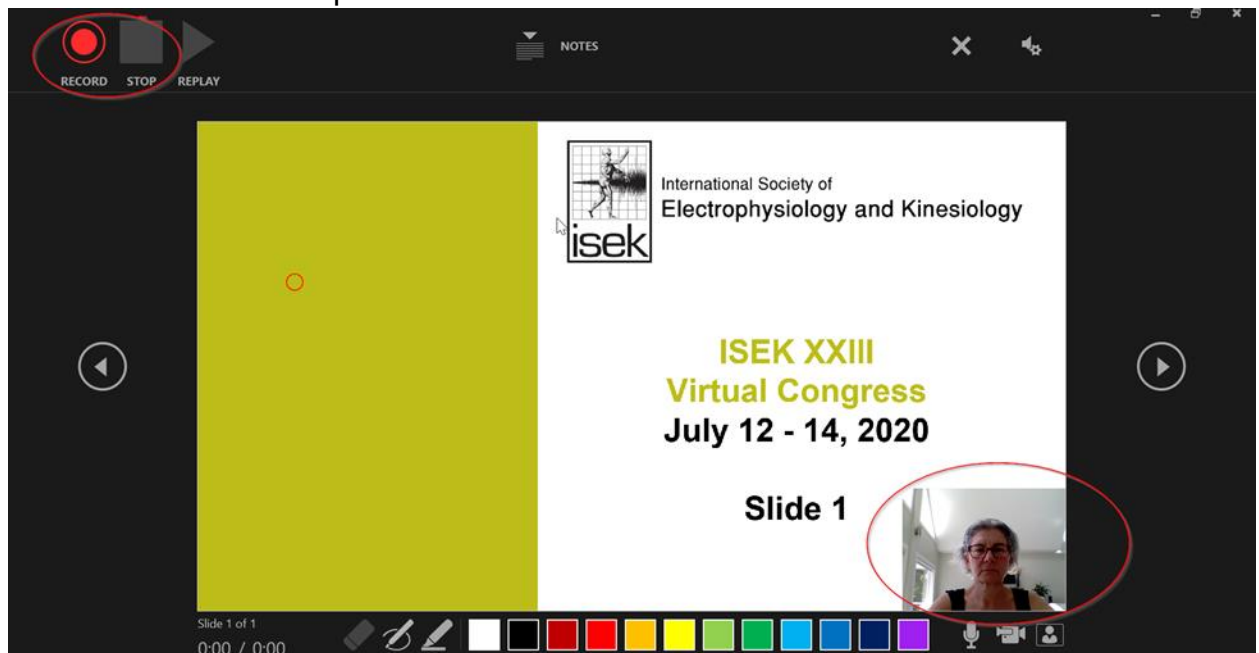 RECORD STOP REPLAY
NOTES
isek
International Society of
Electrophysiology and Kinesiology
ISEK XXIII
Virtual Congress
July 12 - 14, 2020
Slide 1
Slide 1 of 1
0:00 / 0:00